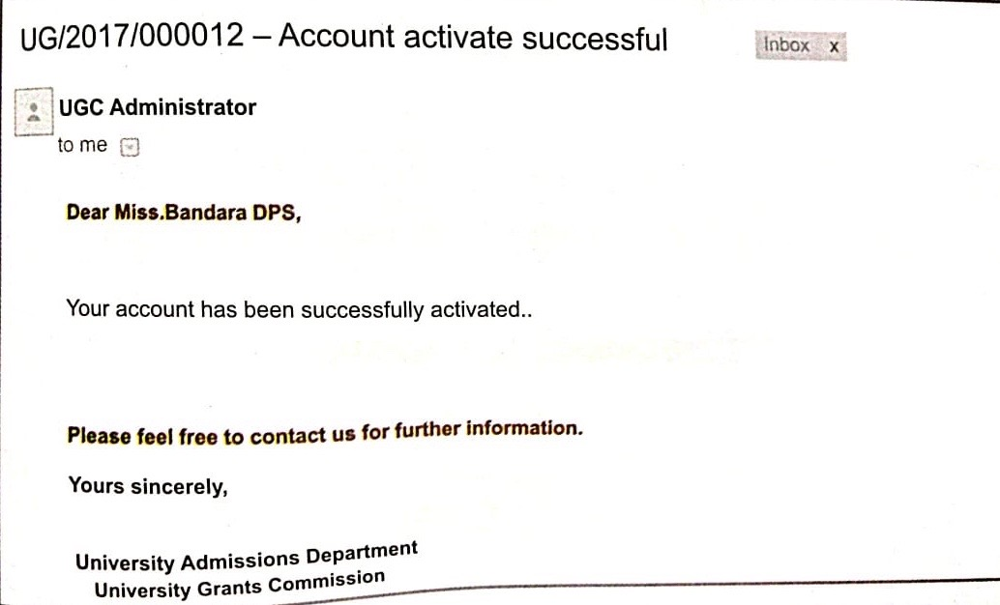 UG/2017/000012 – Account activate successful
Inbox x
UGC Administrator
to me
Dear Miss.Bandara DPS,
Your account has been successfully activated..
Please feel free to contact us for further information.
Yours sincerely,
University Admissions Department
University Grants Commission